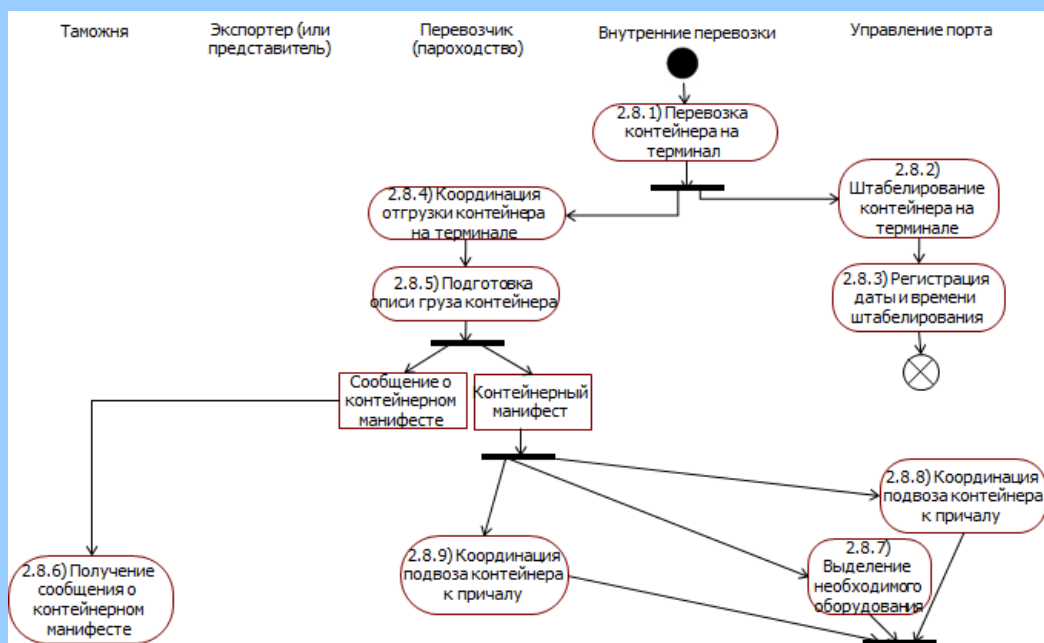 Таможня
Экспортер (или
представитель)
Перевозчик
(пароходство)
Внутренние перевозки
Управление порта
2.8.1) Перевозка
контейнера на
терминал
2.8.2)
Штабелирование
контейнера на
терминале
2.8.4) Координация
отгрузки контейнера
на терминале
2.8.3) Регистрация
даты и времени
штабелирования
2.8.5) Подготовка
описи груза контейнера
Сообщение о
контейнерном
манифесте
Контейнерный
манифест
2.8.8) Координация
подвоза контейнера
к причалу
2.8.9) Координация
подвоза контейнера
к причалу
2.8.7)
Выделение
необходимого
оборудования
2.8.6) Получение
сообщения о
контейнерном
манифесте